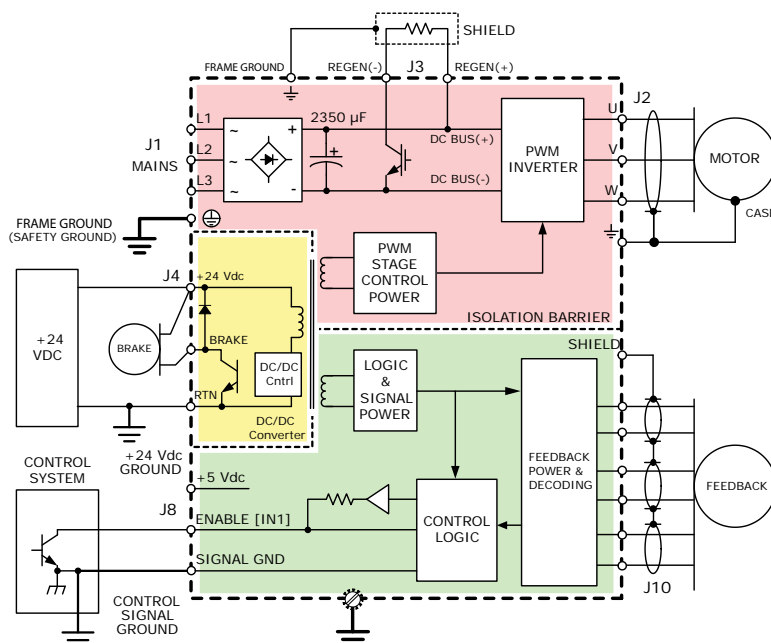 SHIELD
FRAME GROUND
REGEN(-)
J3
REGEN(+)
L1
~
+
2350 µF
+
U
J2
J1
L2
~
DC BUS(+)
PWM
INVERTER
V
MOTOR
MAINS
L3
~
-
DC BUS(-)
W
CASE
FRAME GROUND
(SAFETY GROUND)
J4
+24 Vdc
PWM
STAGE
CONTROL
POWER
ISOLATION BARRIER
+24
VDC
BRAKE
BRAKE
SHIELD
DC/DC
Cntrl
RTN
LOGIC
&
SIGNAL
POWER
DC/DC
Converter
+24 Vdc
GROUND
CONTROL
SYSTEM
+5 Vdc
FEEDBACK
POWER &
DECODING
FEEDBACK
J8
ENABLE [IN1]
CONTROL
LOGIC
SIGNAL GND
J10
CONTROL
SIGNAL
GROUND